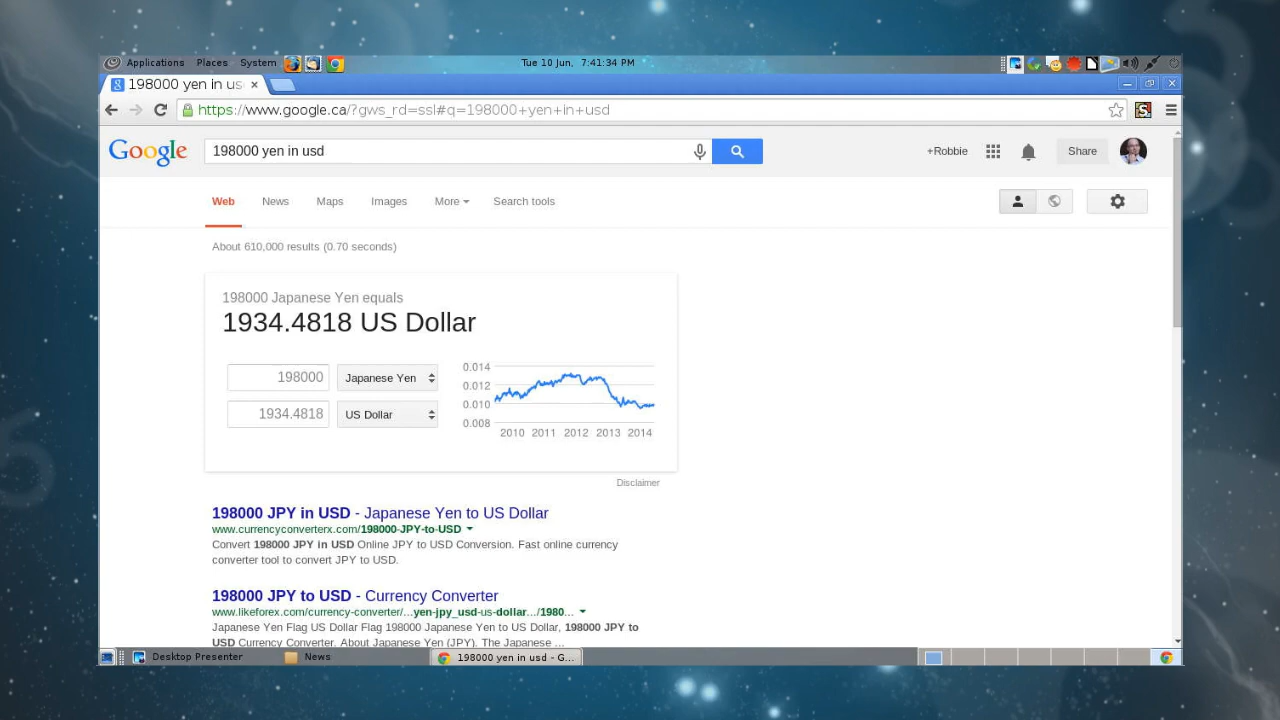 Applications Places System Tue 10 Jun, 7:41:34 PM
198000 yen in us
https://www.google.ca/?gws_rd=ssl#q=198000+yen+in+usd
Google 198000 yen in usd +Robbie Share
Web News Maps Images More Search tools
About 610,000 results (0.70 seconds)
198000 Japanese Yen equals
1934.4818 US Dollar
198000 Japanese Yen
1934.4818 US Dollar
0.014
0.012
0.010
0.008
2010 2011 2012 2013 2014
Disclaimer
198000 JPY in USD - Japanese Yen to US Dollar
www.currencyconverterx.com/198000-JPY-to-USD
Convert 198000 JPY in USD Online JPY to USD Conversion. Fast online currency
converter tool to convert JPY to USD.
198000 JPY to USD - Currency Converter
www.likeforex.com/currency-converter/...yen-jpy_usd-us-dollar.../1980...
Japanese Yen Flag US Dollar Flag 198000 Japanese Yen to US Dollar, 198000 JPY to
USD Currency Converter. About Japanese Yen (JPY). The Japanese ...
Desktop Presenter News 198000 yen in usd - G...